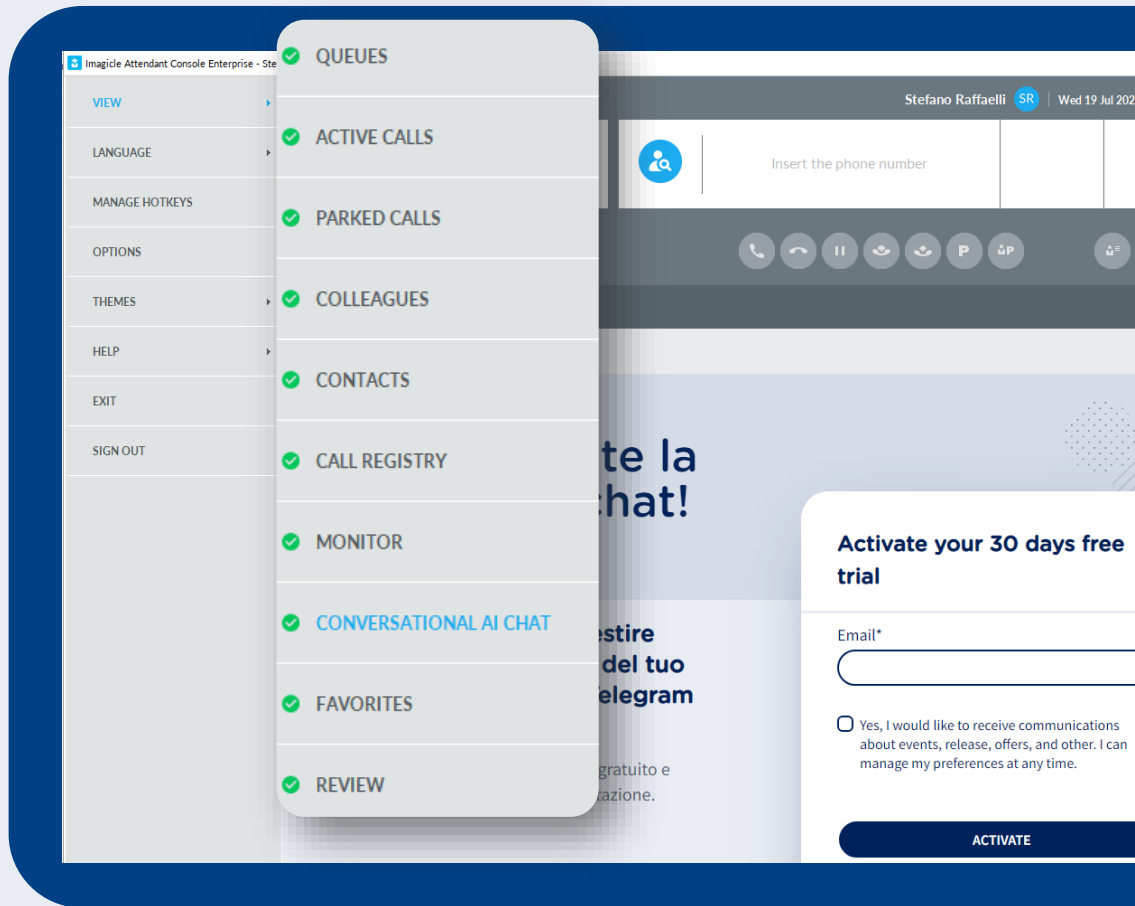 Imagicle Attendant Console Enterprise - Ste
VIEW
LANGUAGE
MANAGE HOTKEYS
OPTIONS
THEMES
HELP
EXIT
SIGN OUT
QUEUES
ACTIVE CALLS
PARKED CALLS
COLLEAGUES
CONTACTS
CALL REGISTRY
MONITOR
CONVERSATIONAL AI CHAT
FAVORITES
REVIEW
Stefano Raffaelli SR Wed 19 Jul 202
Insert the phone number
P
P
te la
hat!
estire
del tuo
elegram
gratuito e
tazione.
Activate your 30 days free
trial
Email*
Yes, I would like to receive communications
about events, release, offers, and other. I can
manage my preferences at any time.
ACTIVATE